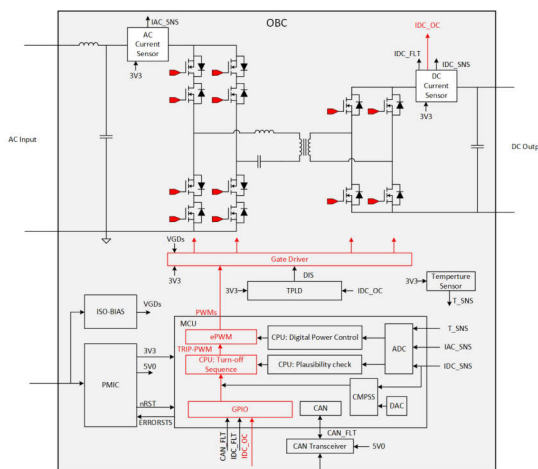 OBC
IDC_OC
IAC_SNS
AC
Current
Sensor
3V3
IDC_FLT
IDC_SNS
DC
Current
Sensor
3V3
AC Input
DC Outp
VGDs
Gate Driver
3V3
DIS
3V3
TPLD
IDC_OC
3V3
Temperture
Sensor
T_SNS
ISO-BIAS
VGDs
PWMs
MCU
ePWM
CPU: Digital Power Control
ADC
T_SNS
TRIP-PWM
IAC_SNS
CPU: Turn-off
Sequence
CPU: Plausibility check
IDC_SNS
PMIC
3V3
5V0
nRST
ERRORSTS
CMPSS
DAC
GPIO
CAN
CAN_FLT
IDC_FLT
IDC_OC
CAN_FLT
CAN Transceiver
5V0